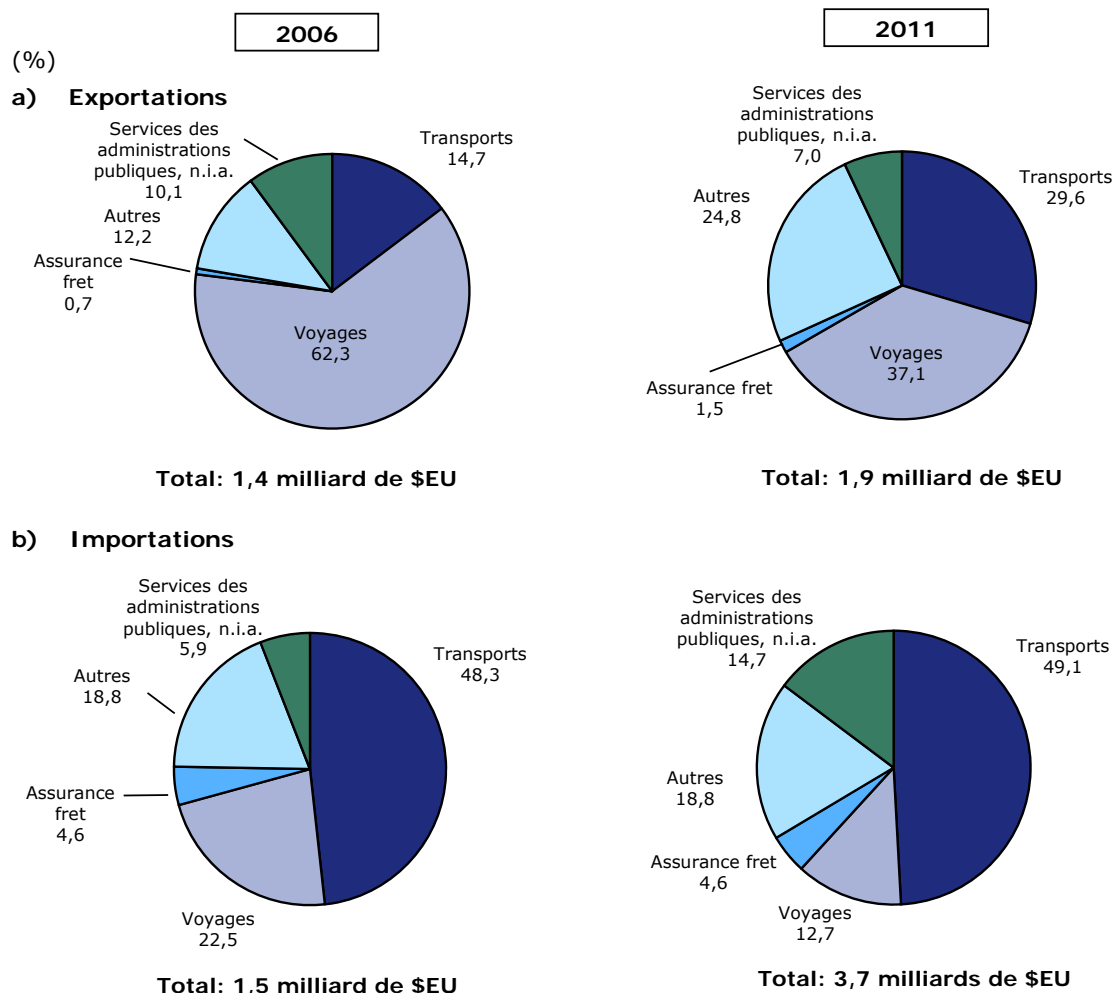 2006
2011
(%)
a) Exportations
Services des
administrations
publiques, n.i.a.
10,1
Transports
14,7
Autres
12,2
Assurance
fret
0,7
Voyages
62,3
Total: 1,4 milliard de $EU
Services des
administrations
publiques, n.i.a.
7,0
Transports
29,6
Autres
24,8
Assurance fret
1,5
Voyages
37,1
Total: 1,9 milliard de $EU
b) Importations
Services des
administrations
publiques, n.i.a.
5,9
Transports
48,3
Autres
18,8
Assurance
fret
4,6
Voyages
22,5
Total: 1,5 milliard de $EU
Services des
administrations
publiques, n.i.a.
14,7
Transports
49,1
Autres
18,8
Assurance fret
4,6
Voyages
12,7
Total: 3,7 milliards de $EU